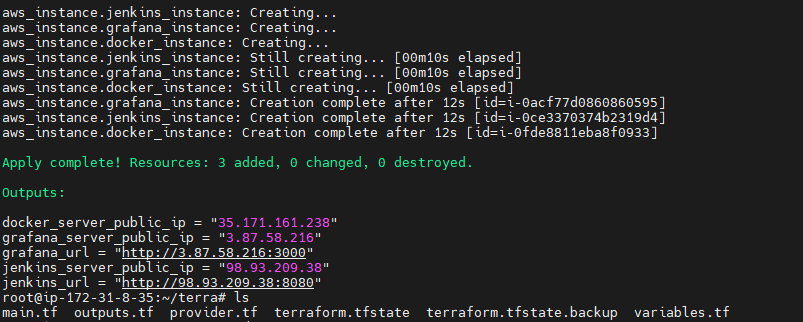 aws_instance.jenkins_instance: Creating...
aws_instance.grafana_instance: Creating...
aws_instance.docker_instance: Creating...
aws_instance.jenkins_instance: Still creating... [00m10s elapsed]
aws_instance.grafana_instance: Still creating... [00m10s elapsed]
aws_instance.docker_instance: Still creating... [00m10s elapsed]
aws_instance.grafana_instance: Creation complete after 12s [id=i-0acf77d0860860595]
aws_instance.jenkins_instance: Creation complete after 12s [id=i-0ce3370374b2319d4]
aws_instance.docker_instance: Creation complete after 12s [id=i-0fde8811eba8f0933]
Apply complete! Resources: 3 added, 0 changed, 0 destroyed.
Outputs:
docker_server_public_ip = "35.171.161.238"
grafana_server_public_ip = "3.87.58.216"
grafana_url = "http://3.87.58.216:3000"
jenkins_server_public_ip = "98.93.209.38"
jenkins_url = "http://98.93.209.38:8080"
root@ip-172-31-8-35:~/terra# ls
main.tf  outputs.tf  provider.tf  terraform.tfstate  terraform.tfstate.backup  variables.tf